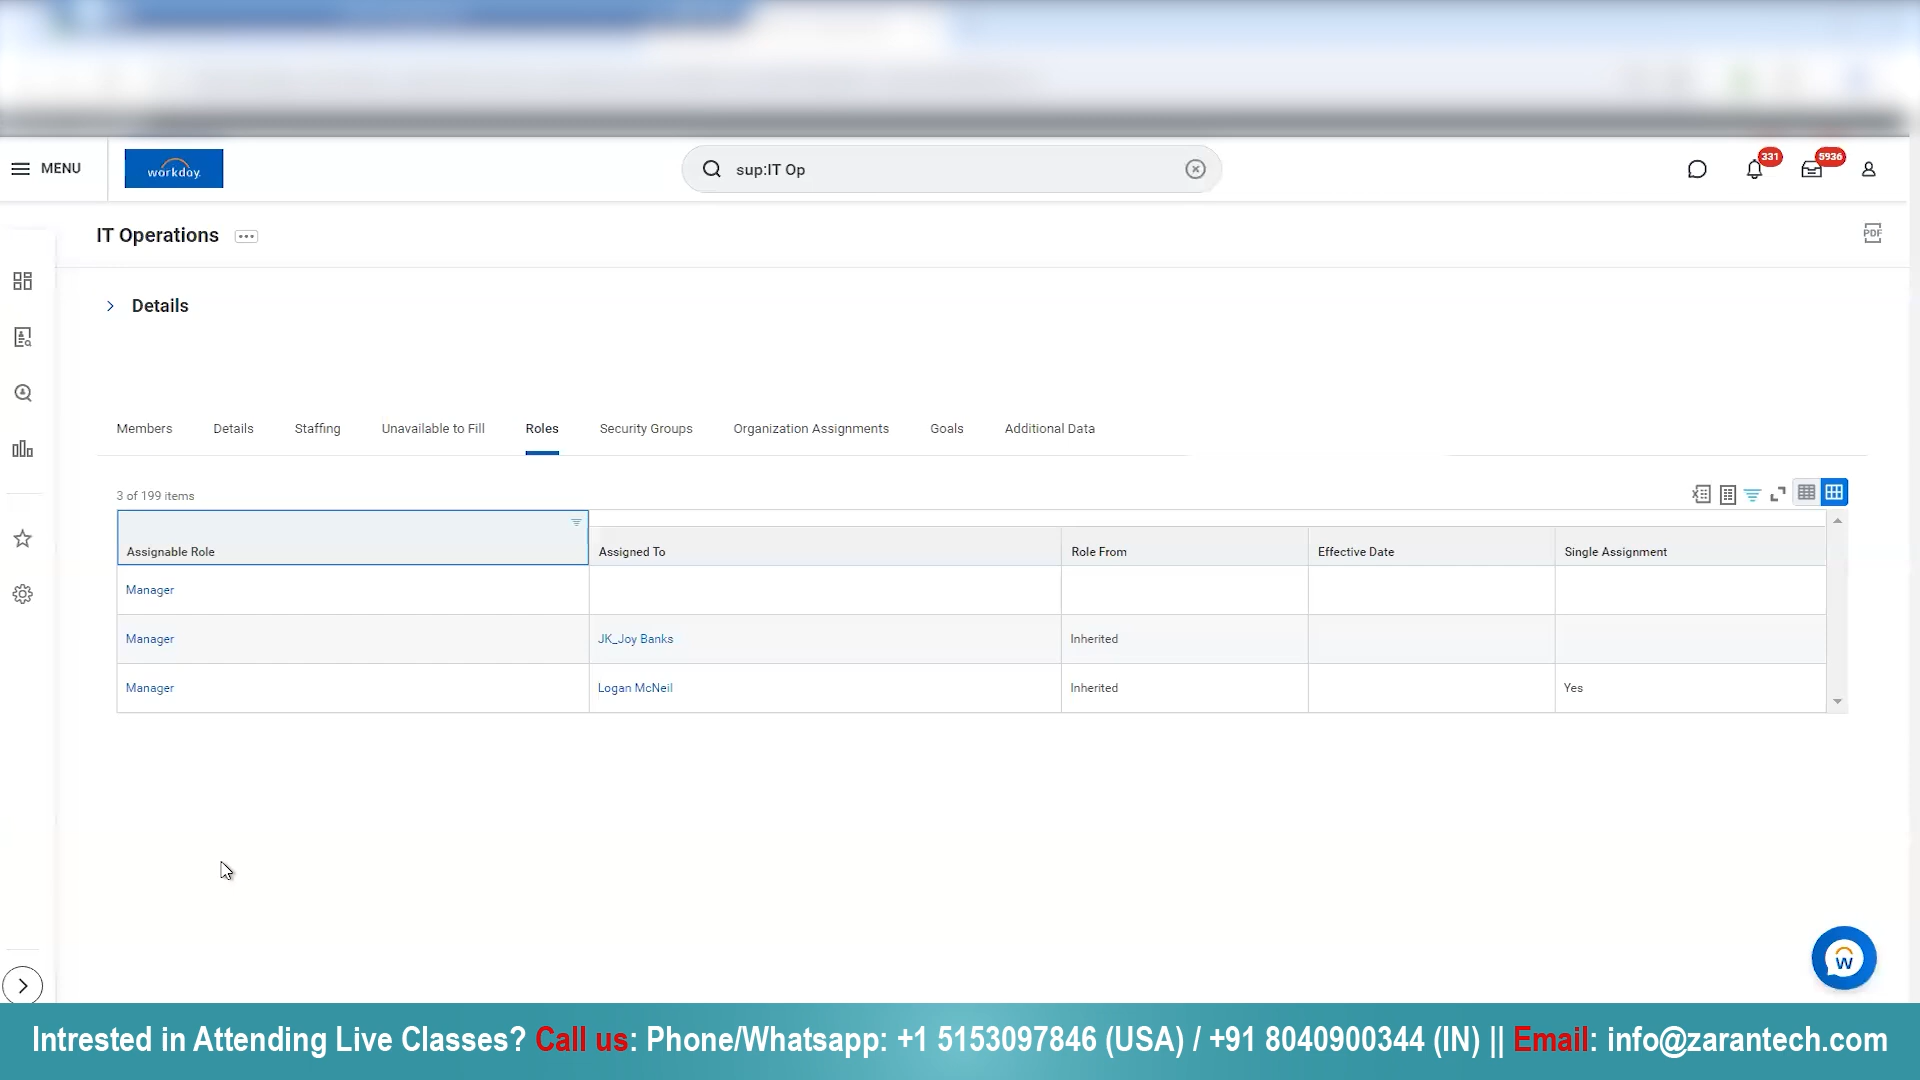 MENU
workday.
sup:IT Op
331
5936
IT Operations
PDF
Details
Members Details Staffing Unavailable to Fill Roles Security Groups Organization Assignments Goals Additional Data
3 of 199 items
Assignable Role Assigned To Role From Effective Date Single Assignment
Manager
Manager JK_Joy Banks Inherited
Manager Logan McNeil Inherited Yes
W
Intrested in Attending Live Classes? Call us: Phone/Whatsapp: +1 5153097846 (USA) / +91 8040900344 (IN) || Email: info@zarantech.com